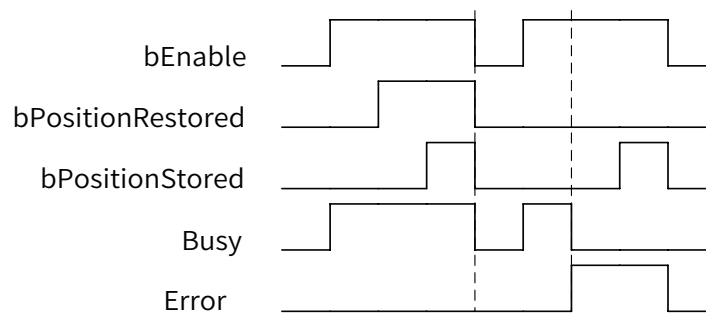 bEnable
bPositionRestored
bPositionStored
Busy
Error